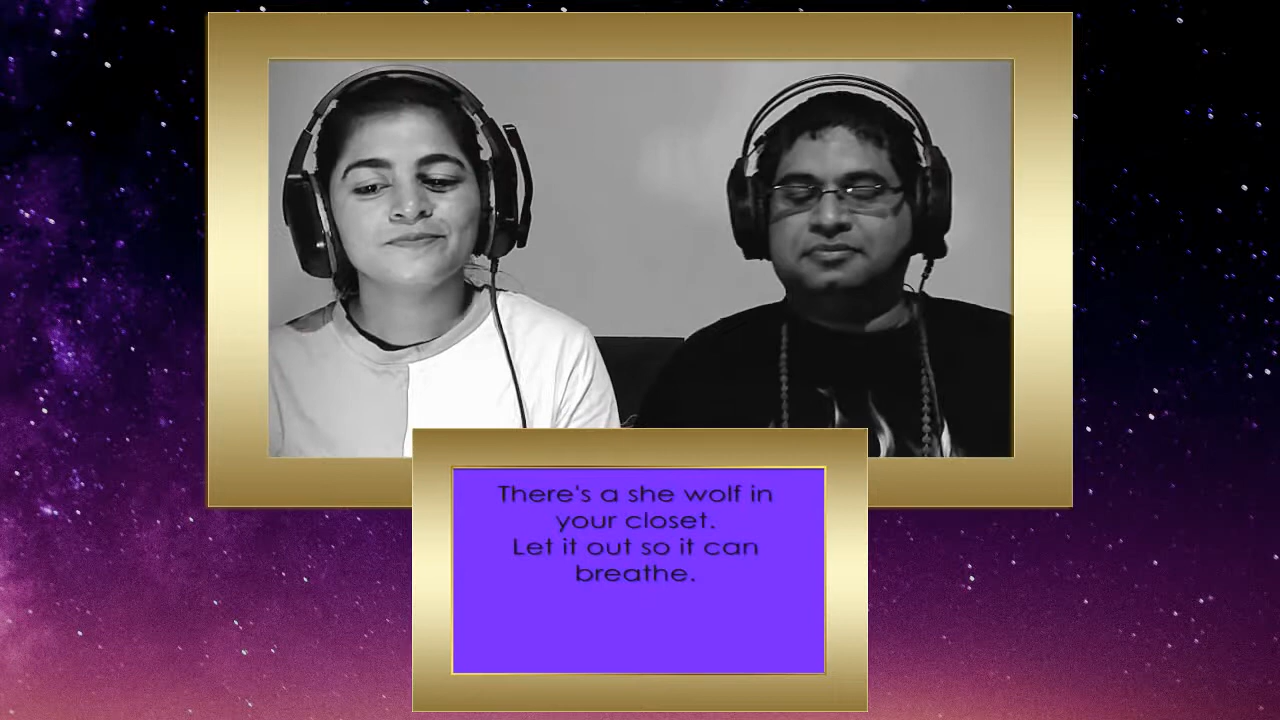 There's a she wolf in
your closet.
Let it out so it can
breathe.